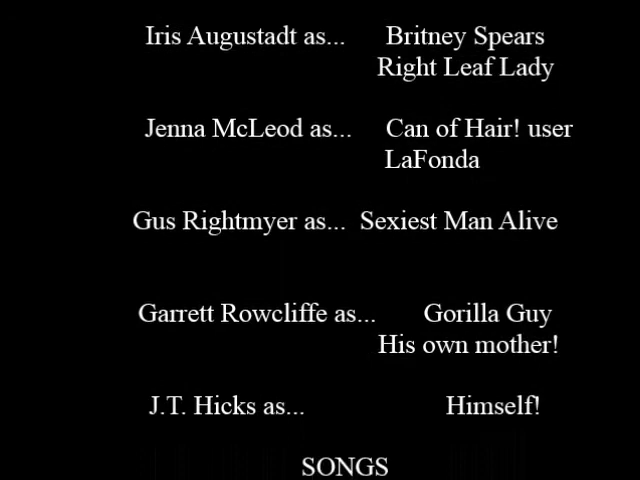 Iris Augustadt as... Britney Spears
Right Leaf Lady
Jenna McLeod as... Can of Hair! user
LaFonda
Gus Rightmyer as... Sexiest Man Alive
Garrett Rowcliffe as... Gorilla Guy
His own mother!
J.T. Hicks as... Himself!
SONGS